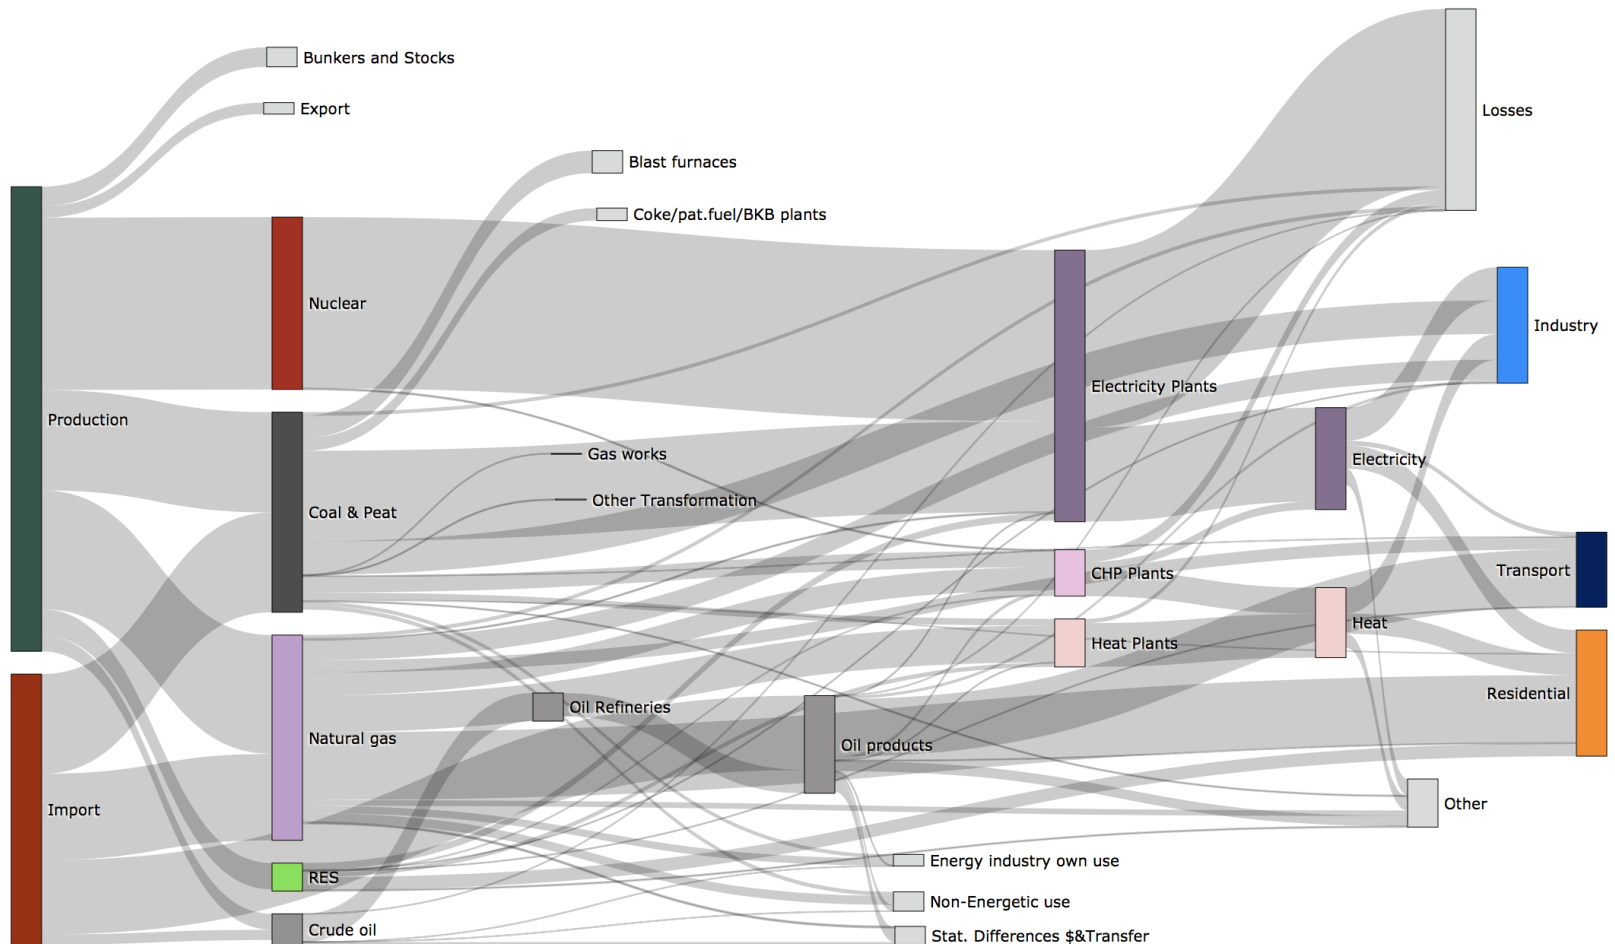 Bunkers and Stocks
Export
Losses
Blast furnaces
Coke/pat.fuel/BKB plants
Nuclear
Industry
Electricity Plants
Production
Gas works
Electricity
Other Transformation
Coal & Peat
CHP Plants
Transport
Heat
Heat Plants
Residential
Oil Refineries
Natural gas
Oil products
Import
Other
Energy industry own use
RES
Non-Energetic use
Crude oil
Stat. Differences $&Transfer